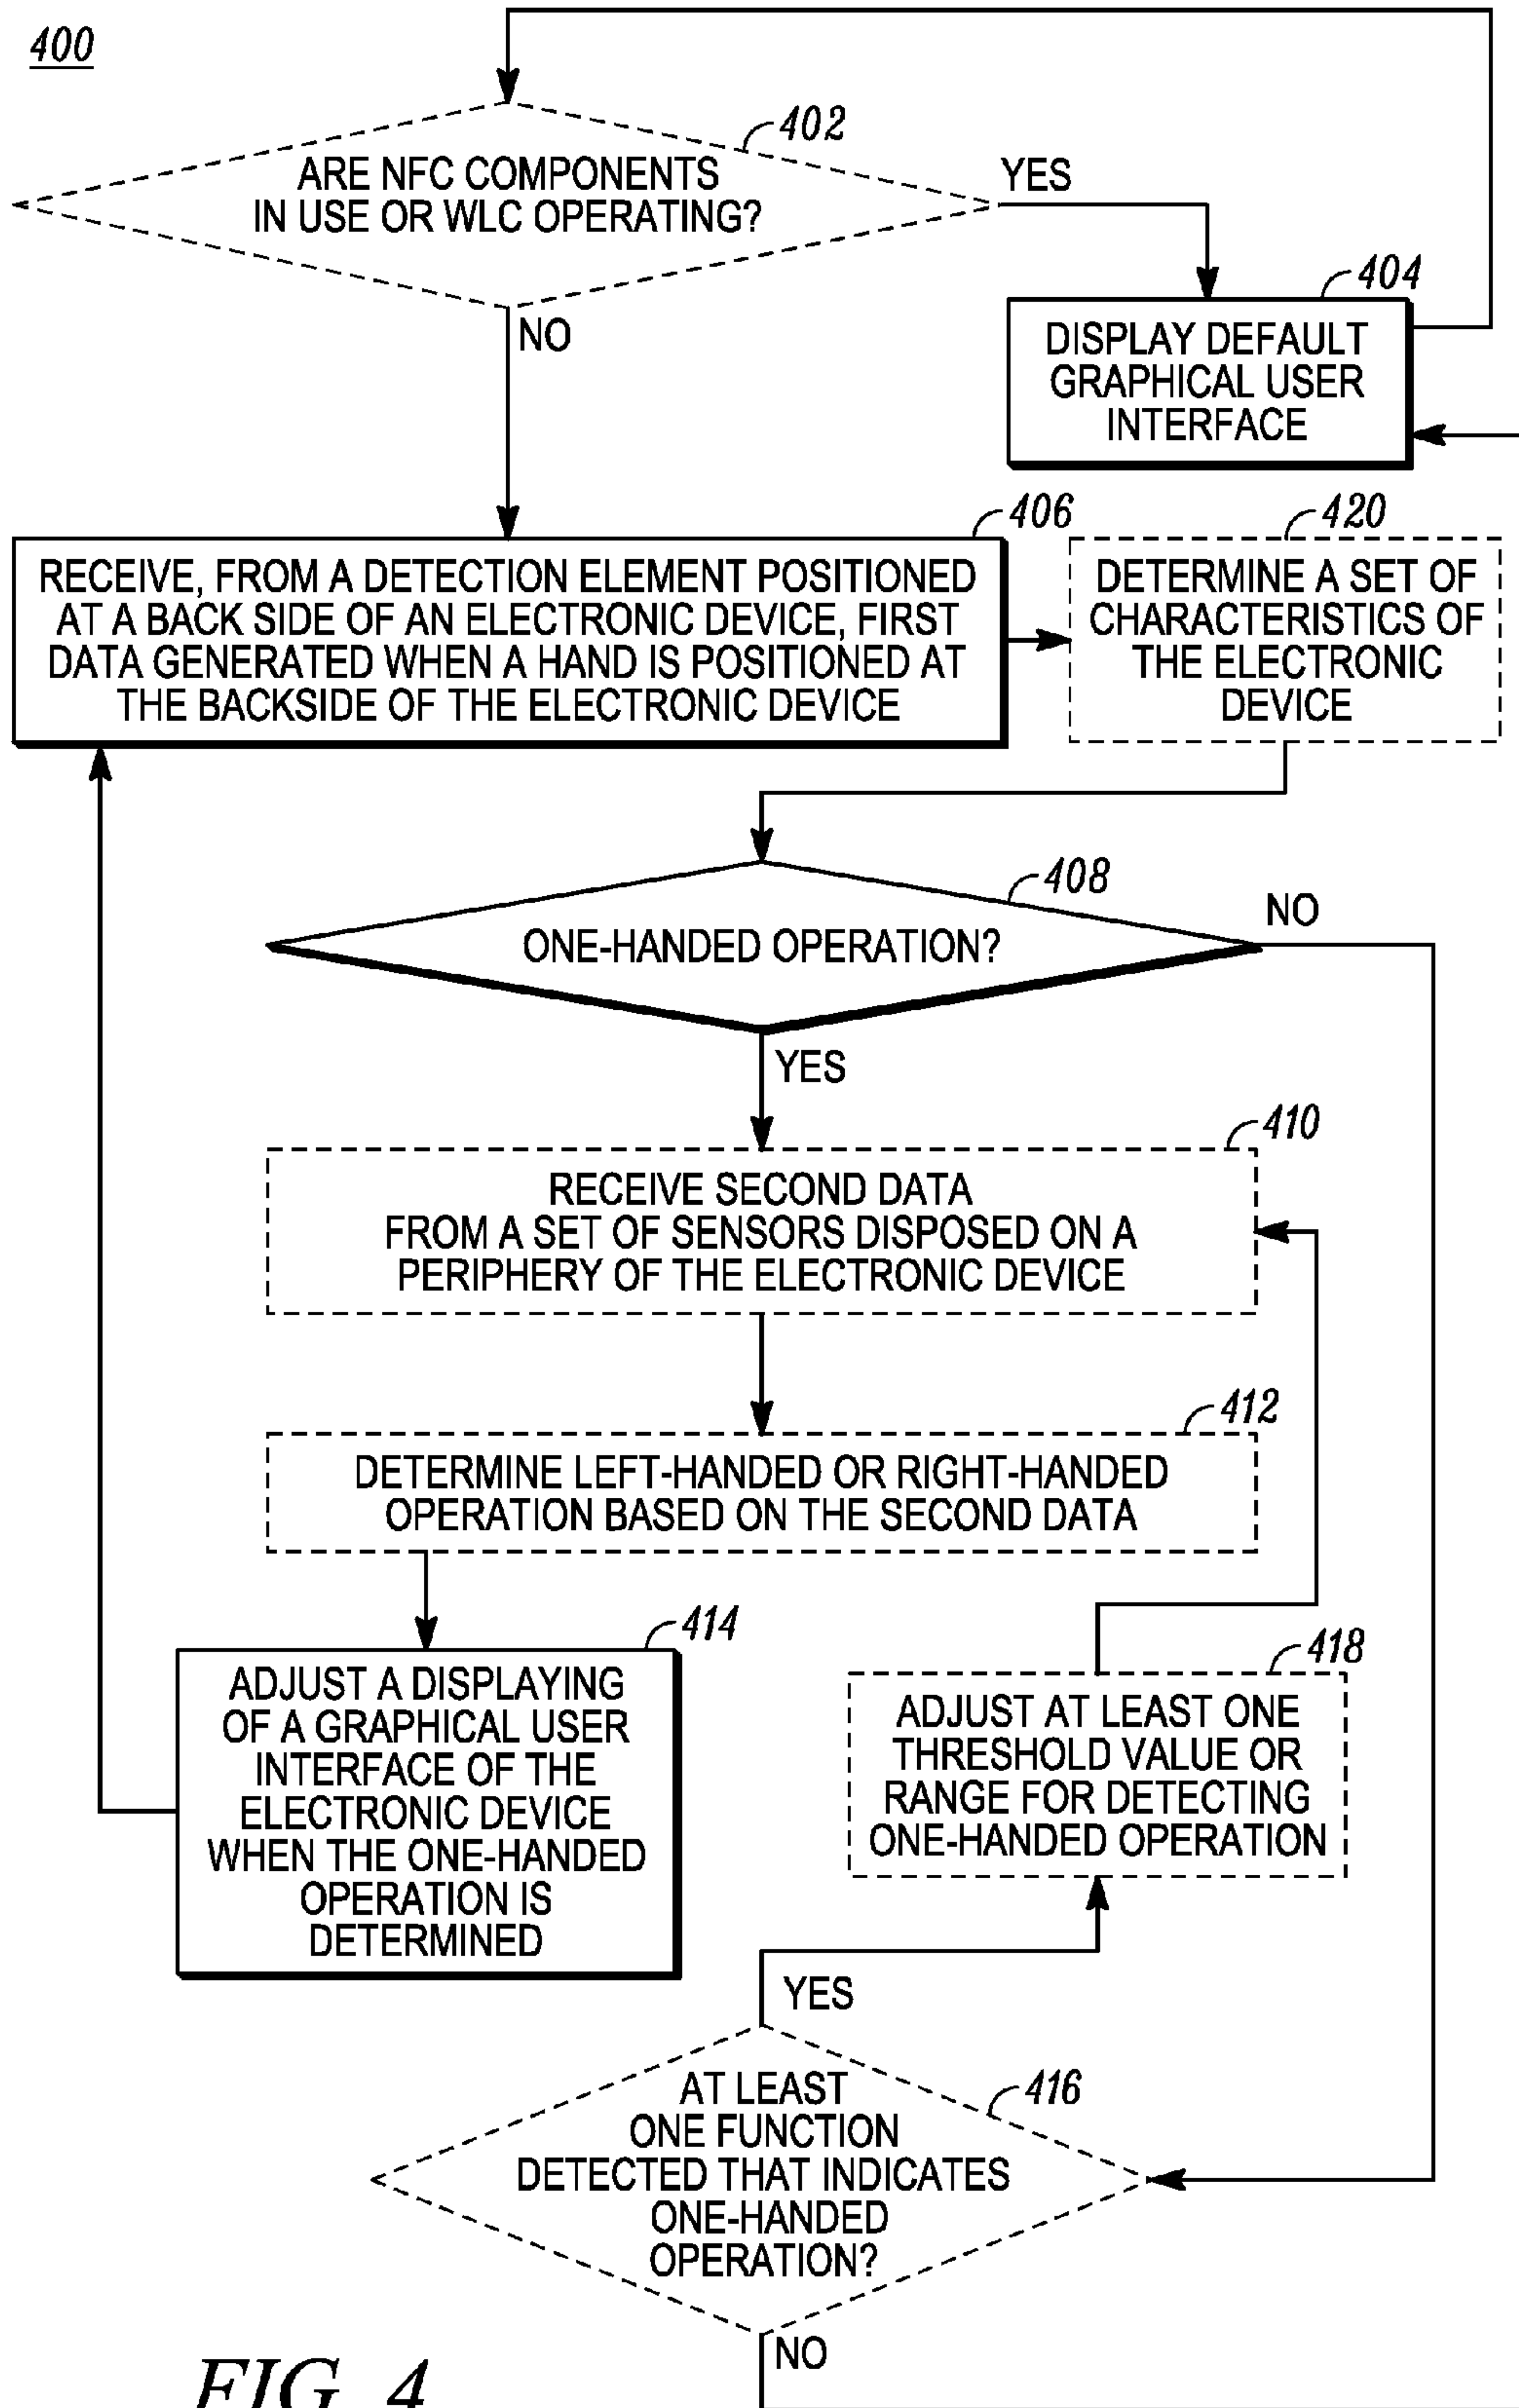 400
402
ARE NFC COMPONENTS
IN USE OR WLC OPERATING?
YES
NO
404
DISPLAY DEFAULT
GRAPHICAL USER
INTERFACE
406
RECEIVE, FROM A DETECTION ELEMENT POSITIONED
AT A BACK SIDE OF AN ELECTRONIC DEVICE, FIRST
DATA GENERATED WHEN A HAND IS POSITIONED AT
THE BACKSIDE OF THE ELECTRONIC DEVICE
420
DETERMINE A SET OF
CHARACTERISTICS OF
THE ELECTRONIC
DEVICE
408
ONE-HANDED OPERATION?
NO
YES
410
RECEIVE SECOND DATA
FROM A SET OF SENSORS DISPOSED ON A
PERIPHERY OF THE ELECTRONIC DEVICE
412
DETERMINE LEFT-HANDED OR RIGHT-HANDED
OPERATION BASED ON THE SECOND DATA
414
ADJUST A DISPLAYING
OF A GRAPHICAL USER
INTERFACE OF THE
ELECTRONIC DEVICE
WHEN THE ONE-HANDED
OPERATION IS
DETERMINED
418
ADJUST AT LEAST ONE
THRESHOLD VALUE OR
RANGE FOR DETECTING
ONE-HANDED OPERATION
YES
416
AT LEAST
ONE FUNCTION
DETECTED THAT INDICATES
ONE-HANDED
OPERATION?
NO
FIG. 4